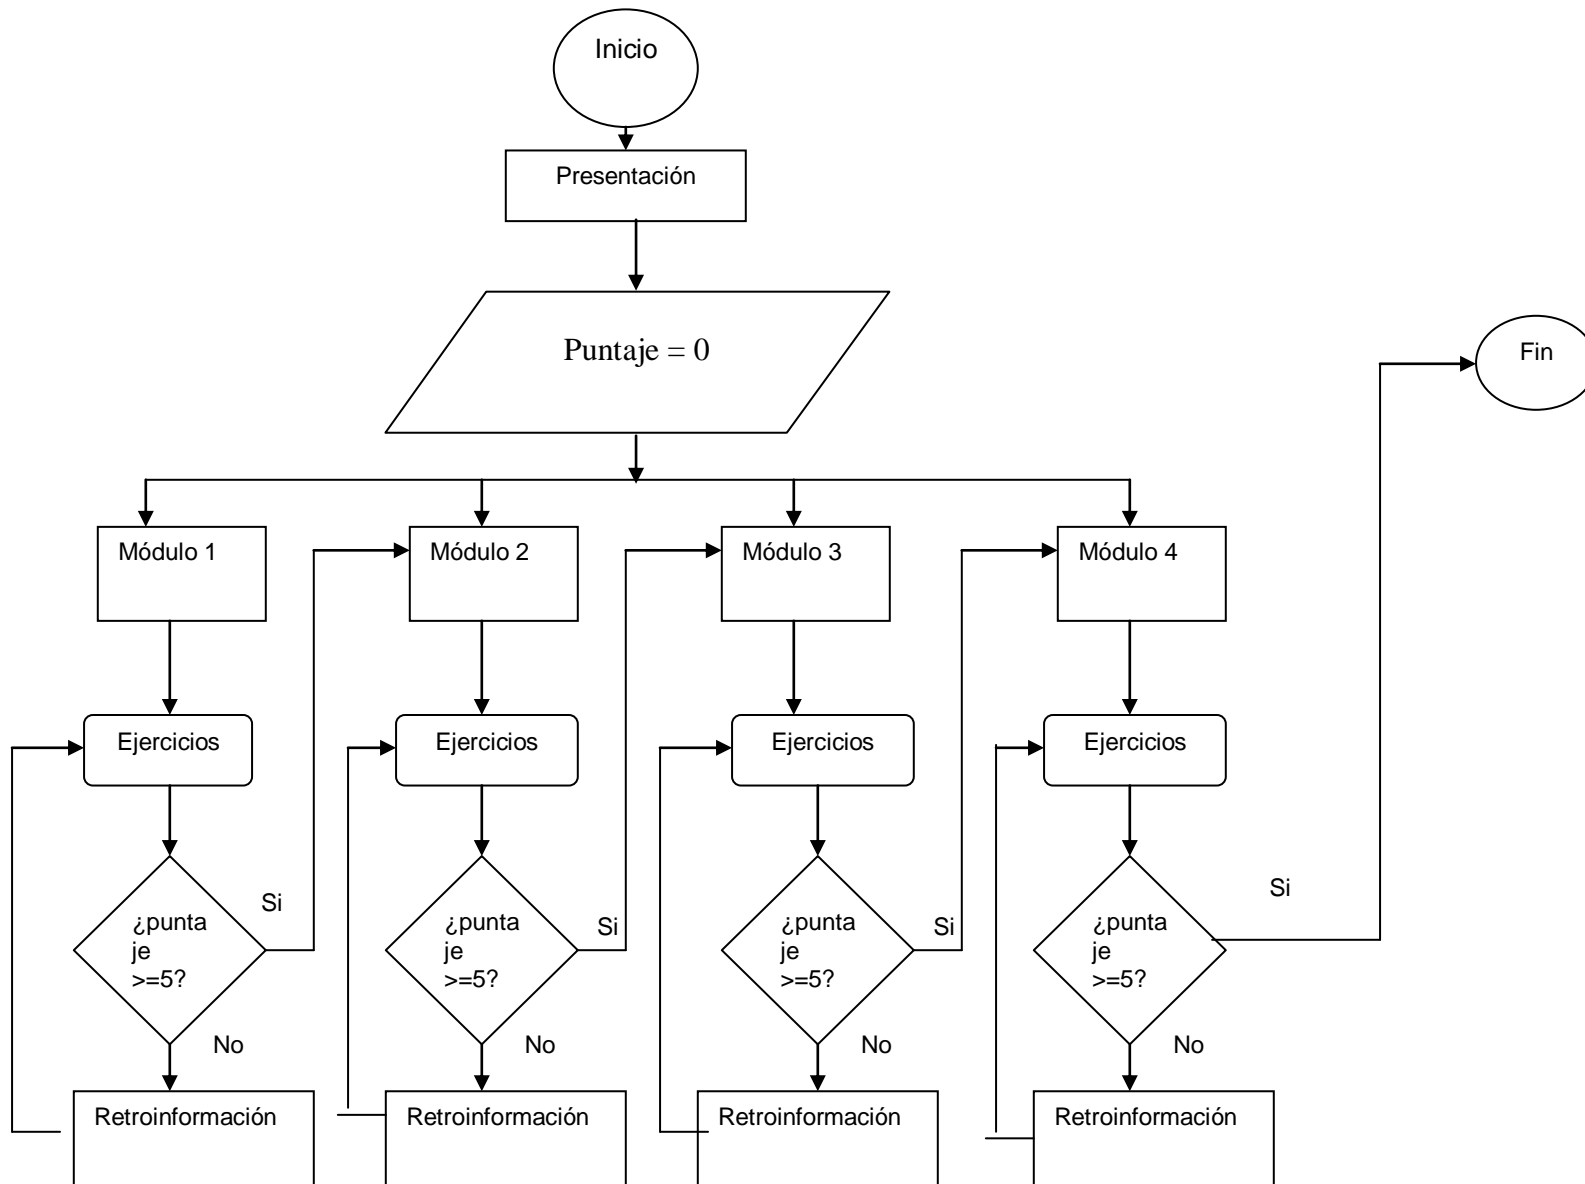 Inicio
Presentación
Puntaje = 0
Fin
Módulo 1
Módulo 2
Módulo 3
Módulo 4
Ejercicios
Ejercicios
Ejercicios
Ejercicios
Si
¿punta
je
>=5?
Si
¿punta
je
>=5?
Si
¿punta
je
>=5?
Si
¿punta
je
>=5?
No
No
No
No
Retroinformación
Retroinformación
Retroinformación
Retroinformación